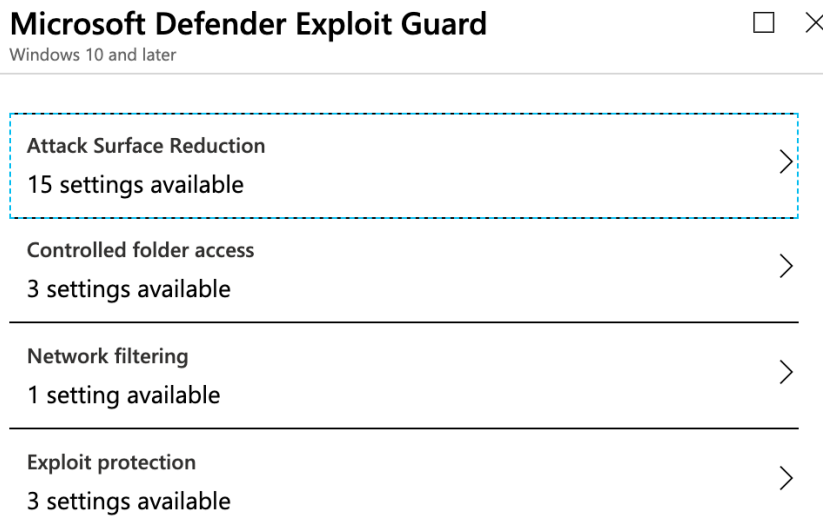 Microsoft Defender Exploit Guard
Windows 10 and later
Attack Surface Reduction
15 settings available
Controlled folder access
3 settings available
Network filtering
1 setting available
Exploit protection
3 settings available